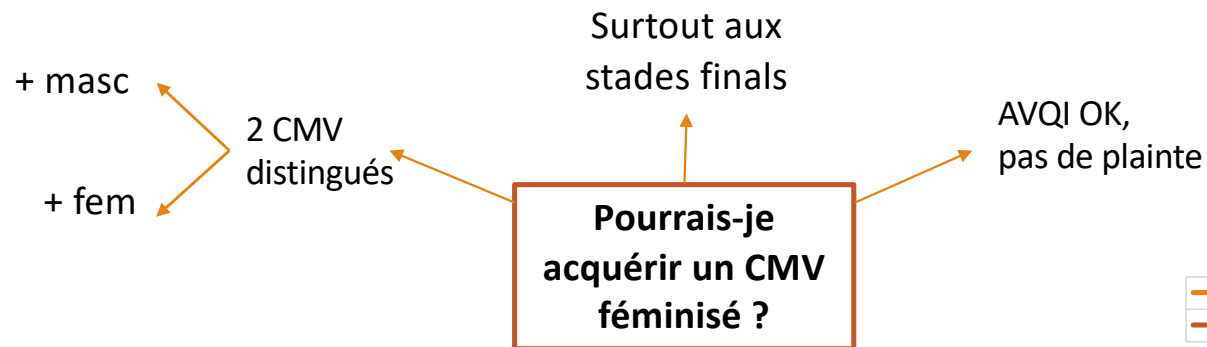 Surtout aux
stades finals
+ masc
2 CMV
distingués
+ fem
AVQI OK,
pas de plainte
Pourrais-je
acquérir un CMV
féminisé ?